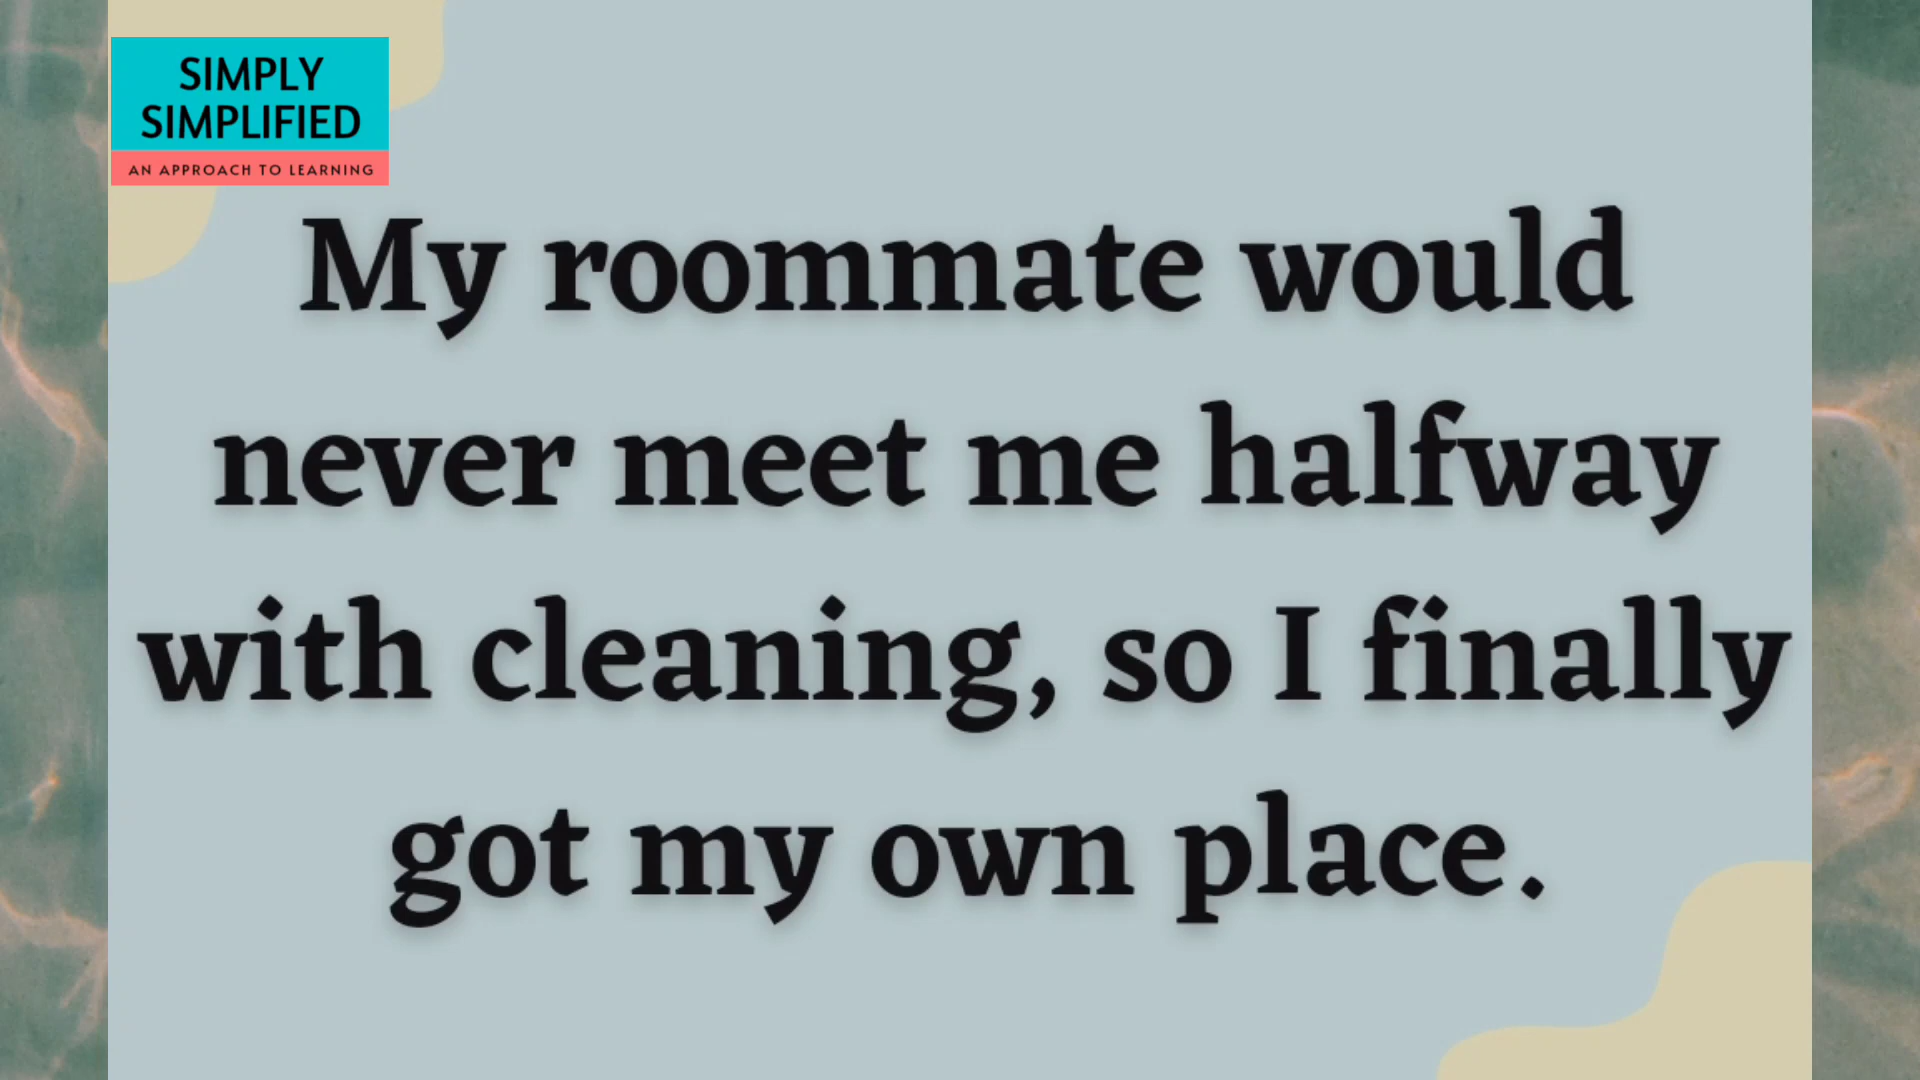 SIMPLY
SIMPLIFIED
AN APPROACH TO LEARNING
My roommate would
never meet me halfway
with cleaning, so I finally
got my own place.